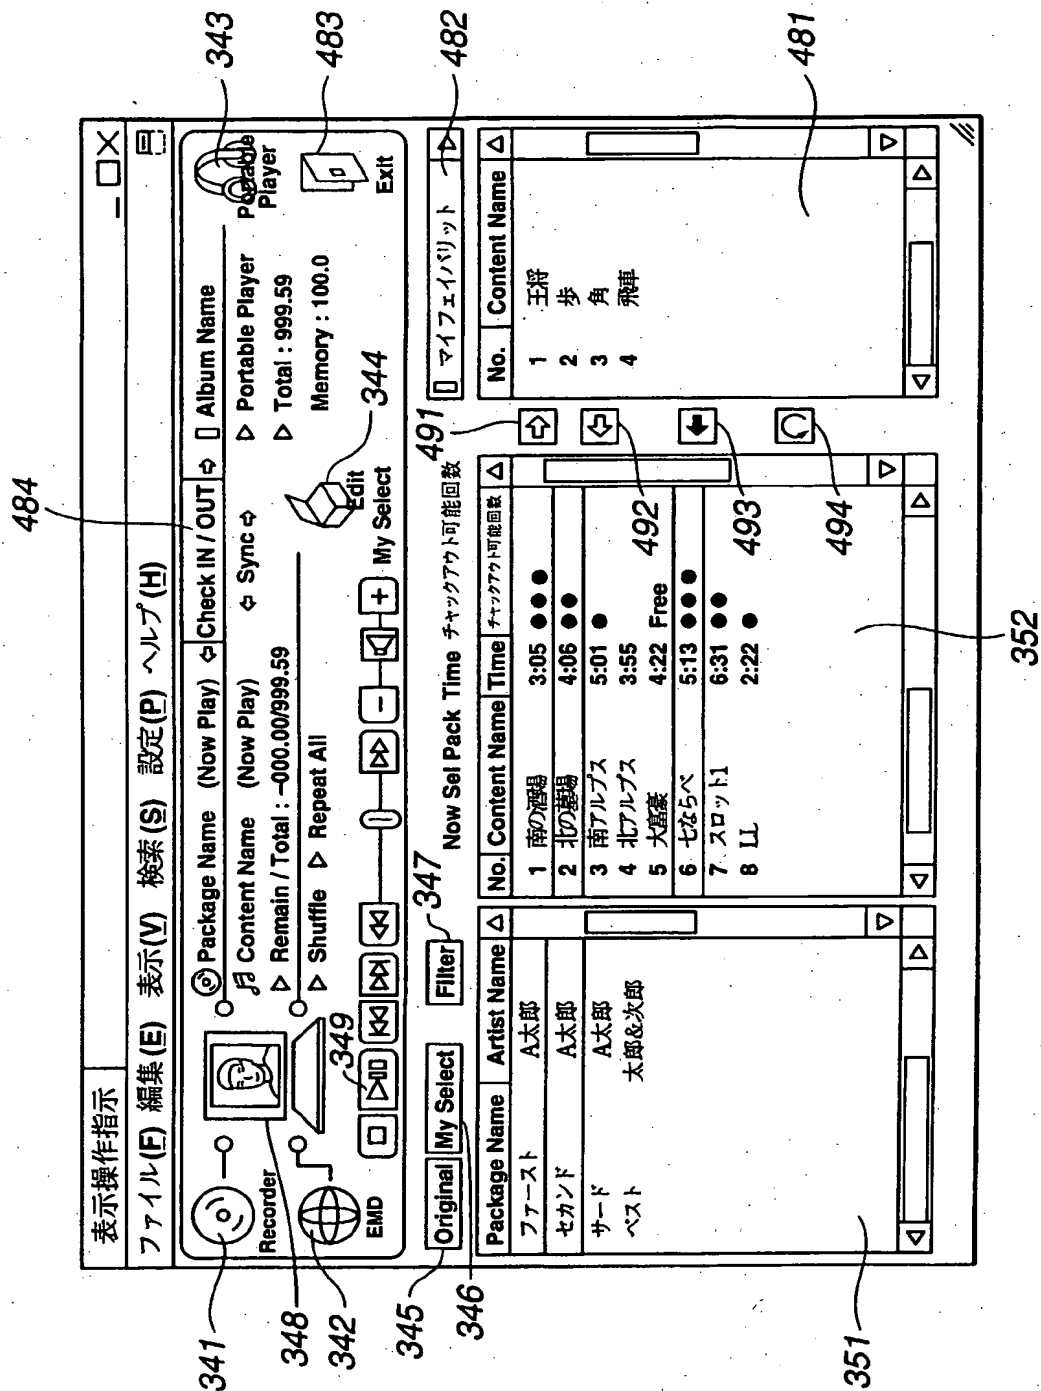 484
表示操作指示
ファイル(F) 編集(E) 表示(V) 検索(S) 設定(P) ヘルプ(H)
341
Recorder
348
342
EMD
Package Name (Now Play)
Check IN / OUT
Album Name
Content Name (Now Play)
Sync
Portable Player
Remain / Total : -000.00/999.59
Total : 999.59
Shuffle
Repeat All
Memory : 100.0
Portable
Player
343
483
Exit
Edit
344
349
My Select
345
Original
My Select
346
Filter
347
Now Sel Pack Time チャックアウト可能回数
491
マイフェイバリット
482
Package Name Artist Name
ファースト A太郎
セカンド A太郎
サード A太郎
ベスト 太郎&次郎
351
No. Content Name Time チャックアウト可能回数
1 南の酒場 3:05 ●●●
2 北の墓場 4:06 ●●
3 南アルプス 5:01 ●
4 北アルプス 3:55
5 大富豪 4:22 Free
6 七ならべ 5:13 ●●●
7 スロット1 6:31 ●●
8 LL 2:22 ●
352
492
493
494
No. Content Name
1 王将
2 歩
3 角
4 飛車
481